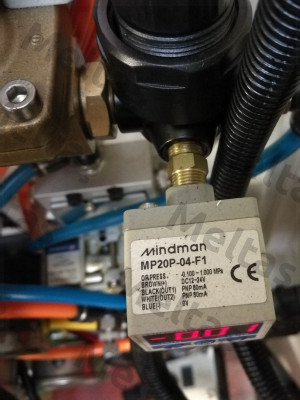 mindman
MP20P-04-F1
OP.PRESS. : -0.100~1.000 MPa
BROWN(+) DC12~24V
BLACK(OUT1) PNP 80mA
WHITE(OUT2) PNP 80mA
BLUE(-) 0V
CE
-.001